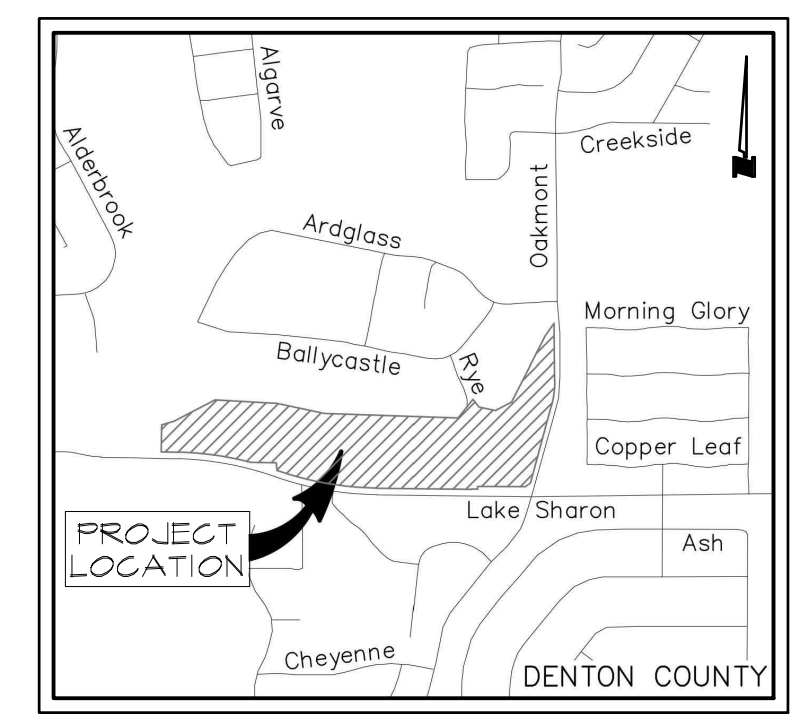 Algarve
Alderbrook
Creekside
Oakmont
Ardglass
Morning Glory
Ballycastle
Rye
Copper Leaf
Lake Sharon
PROJECT
LOCATION
Ash
Cheyenne
DENTON COUNTY